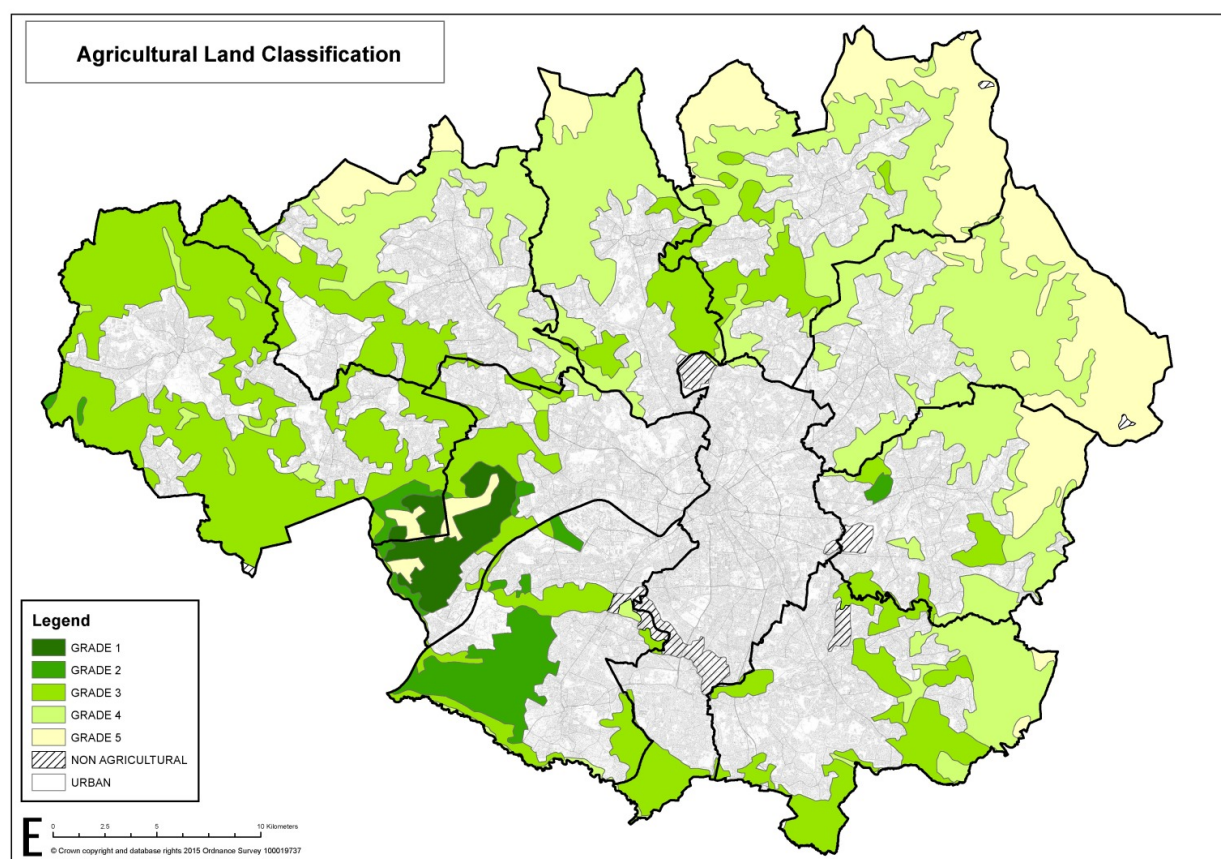 Agricultural Land Classification
Legend
GRADE 1
GRADE 2
GRADE 3
GRADE 4
GRADE 5
NON AGRICULTURAL
URBAN
E
0 2.5 5 10 Kilometers
© Crown copyright and database rights 2015 Ordnance Survey 100019737